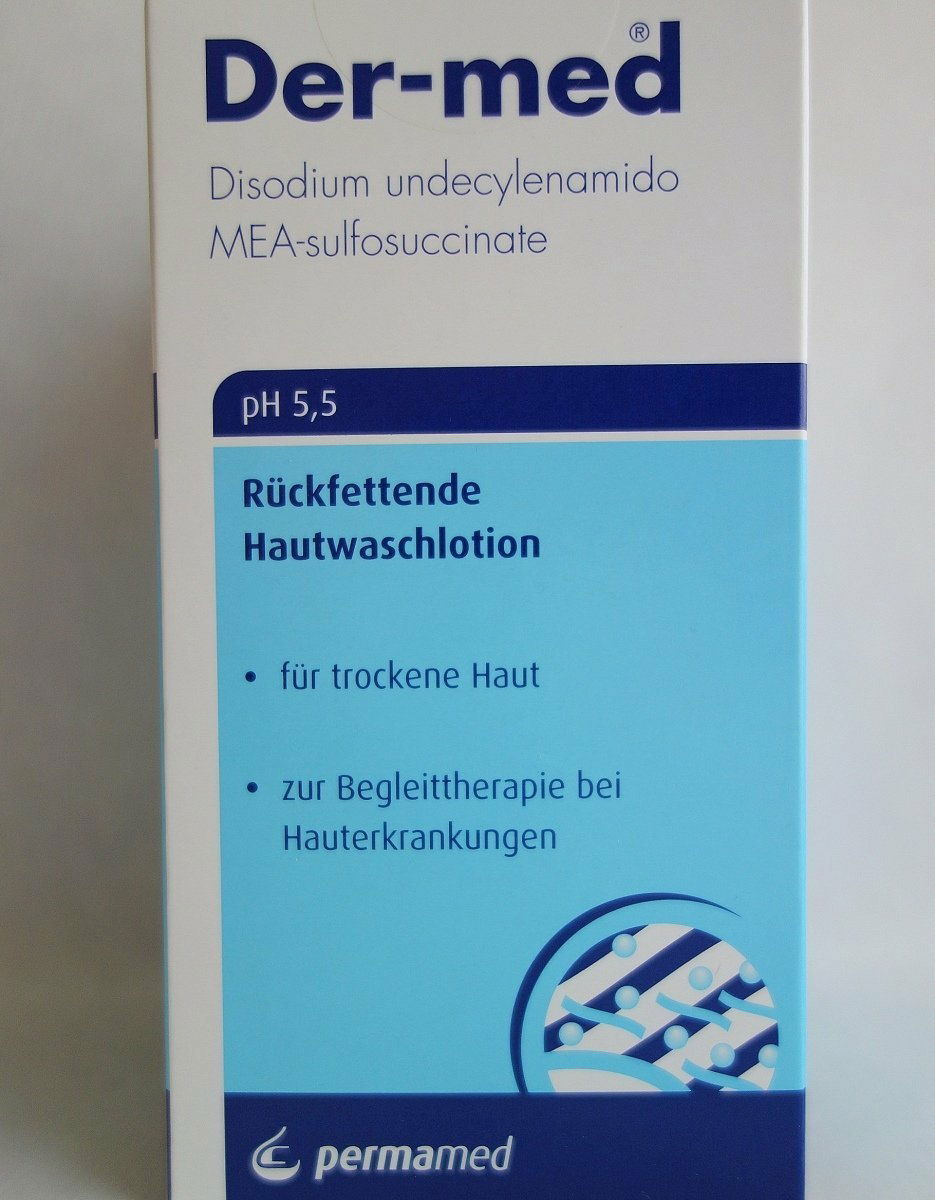 Der-med®
Disodium undecylenamido
MEA-sulfosuccinate
pH 5,5
Rückfettende
Hautwaschlotion
• für trockene Haut
• zur Begleittherapie bei
Hauterkrankungen
permamed